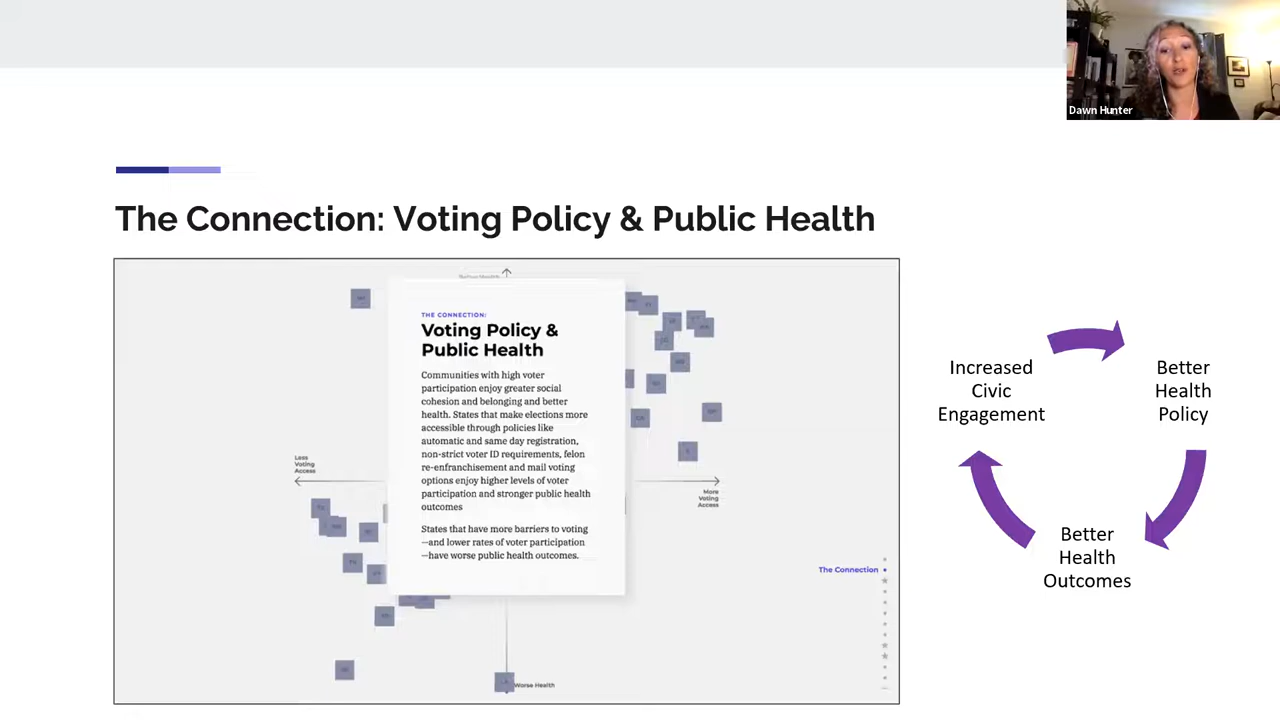 Dawn Hunter
The Connection: Voting Policy & Public Health
Better Health
THE CONNECTION:
Voting Policy &
Public Health
Communities with high voter
participation enjoy greater social
cohesion and belonging and better
health. States that make elections more
accessible through policies like
automatic and same day registration,
non-strict voter ID requirements, felon
re-enfranchisement and mail voting
options enjoy higher levels of voter
participation and stronger public health
outcomes
States that have more barriers to voting
—and lower rates of voter participation
—have worse public health outcomes.
Less
Voting
Access
More
Voting
Access
The Connection
Worse Health
Increased
Civic
Engagement
Better
Health
Policy
Better
Health
Outcomes